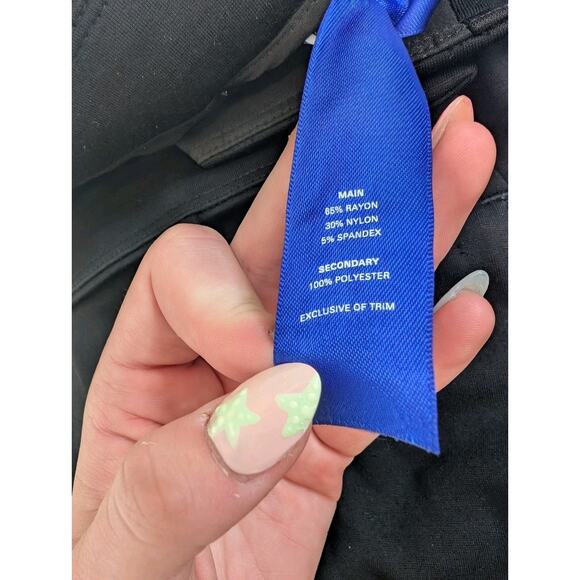 MAIN
65% RAYON
30% NYLON
5% SPANDEX
SECONDARY
100% POLYESTER
EXCLUSIVE OF TRIM